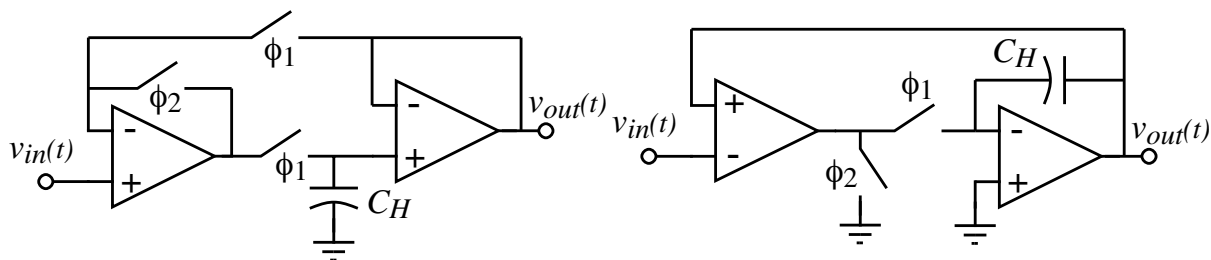 ϕ1
ϕ2
-
+
vin(t)
ϕ1
CH
-
+
vout(t)
CH
vin(t)
+
-
ϕ1
ϕ2
-
+
vout(t)